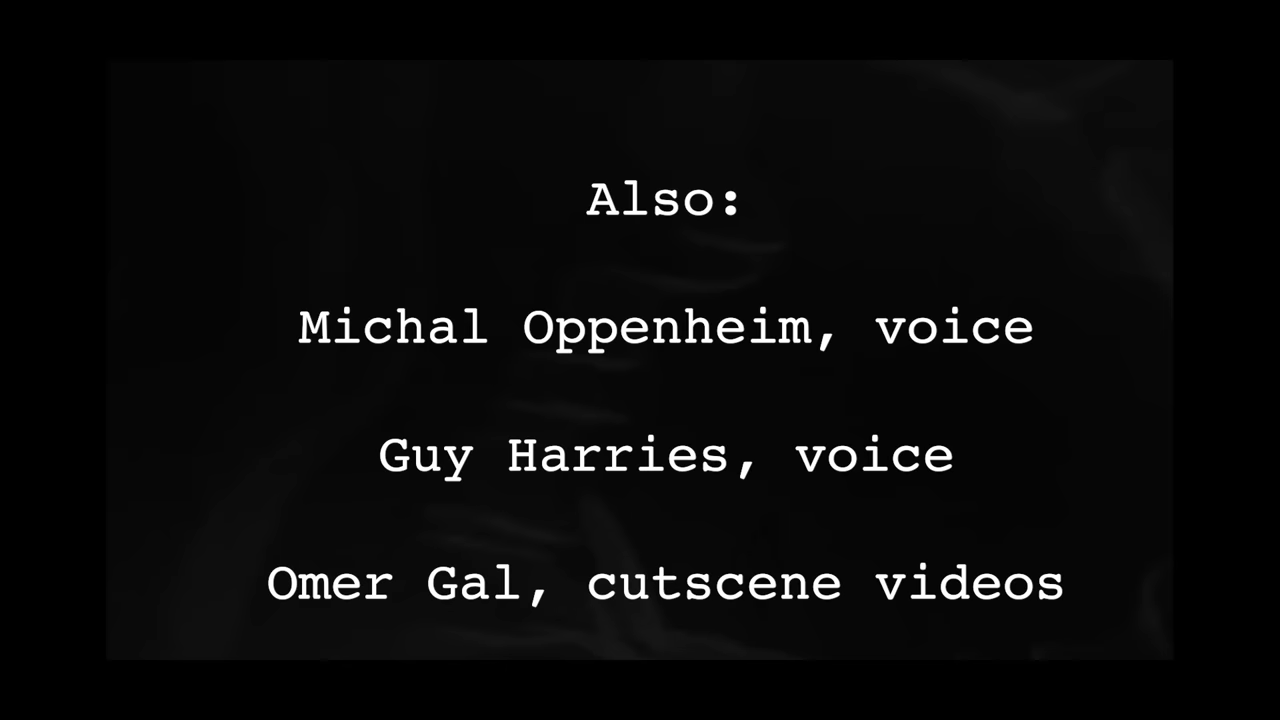 Also:
Michal Oppenheim, voice
Guy Harries, voice
Omer Gal, cutscene videos